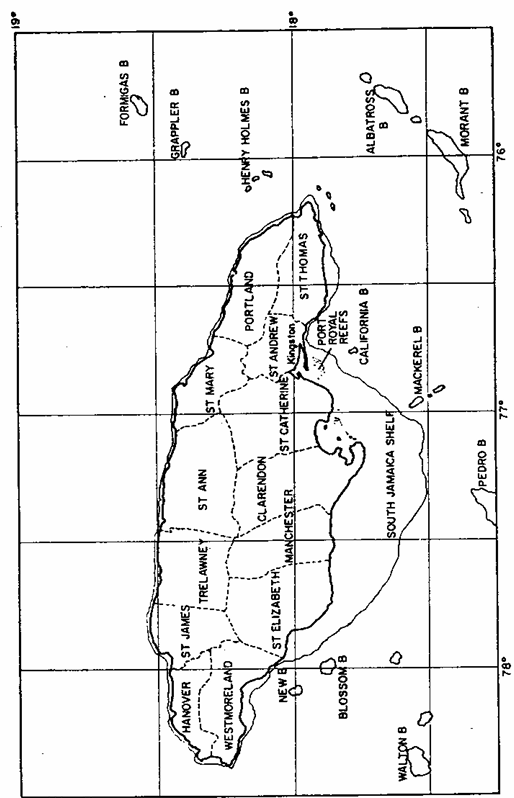 19°
18°
FORMIGAS B
GRAPPLER B
HENRY HOLMES B
ALBATROSS
B
MORANT B
76°
PORTLAND
ST THOMAS
ST MARY
ST ANDREW
Kingston
PORT
ROYAL
REEFS
CALIFORNIA B
MACKEREL B
77°
ST ANN
ST CATHERINE
CLARENDON
MANCHESTER
SOUTH JAMAICA SHELF
PEDRO B
TRELAWNEY
ST ELIZABETH
ST JAMES
HANOVER
WESTMORELAND
NEW B
BLOSSOM B
78°
WALTON B